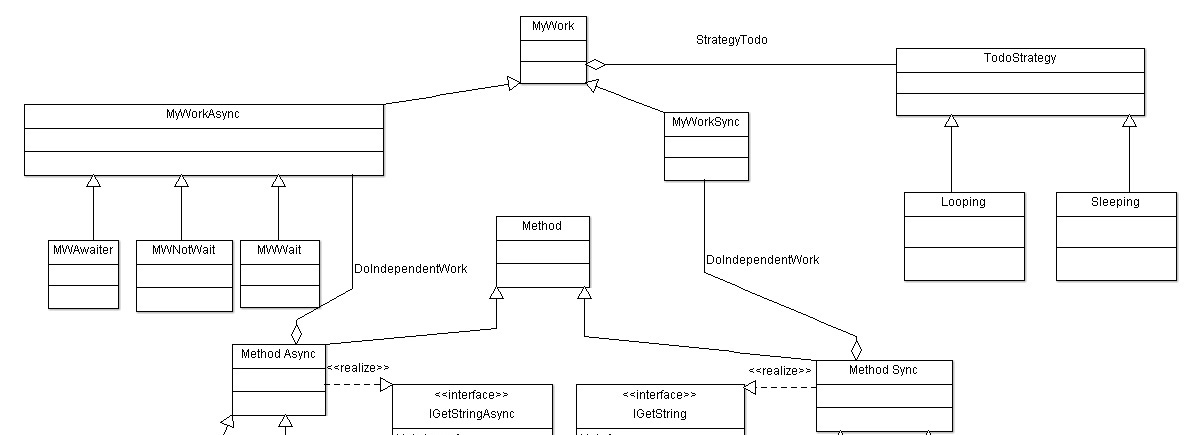 MyWork
StrategyTodo
TodoStrategy
MyWorkAsync
MyWorkSync
Looping
Sleeping
Method
MWAwaiter
MWNotWait
MWWait
DoIndependentWork
DoIndependentWork
Method Async
<<realize>>
<<realize>>
Method Sync
<<interface>>
IGetStringAsync
<<interface>>
IGetString